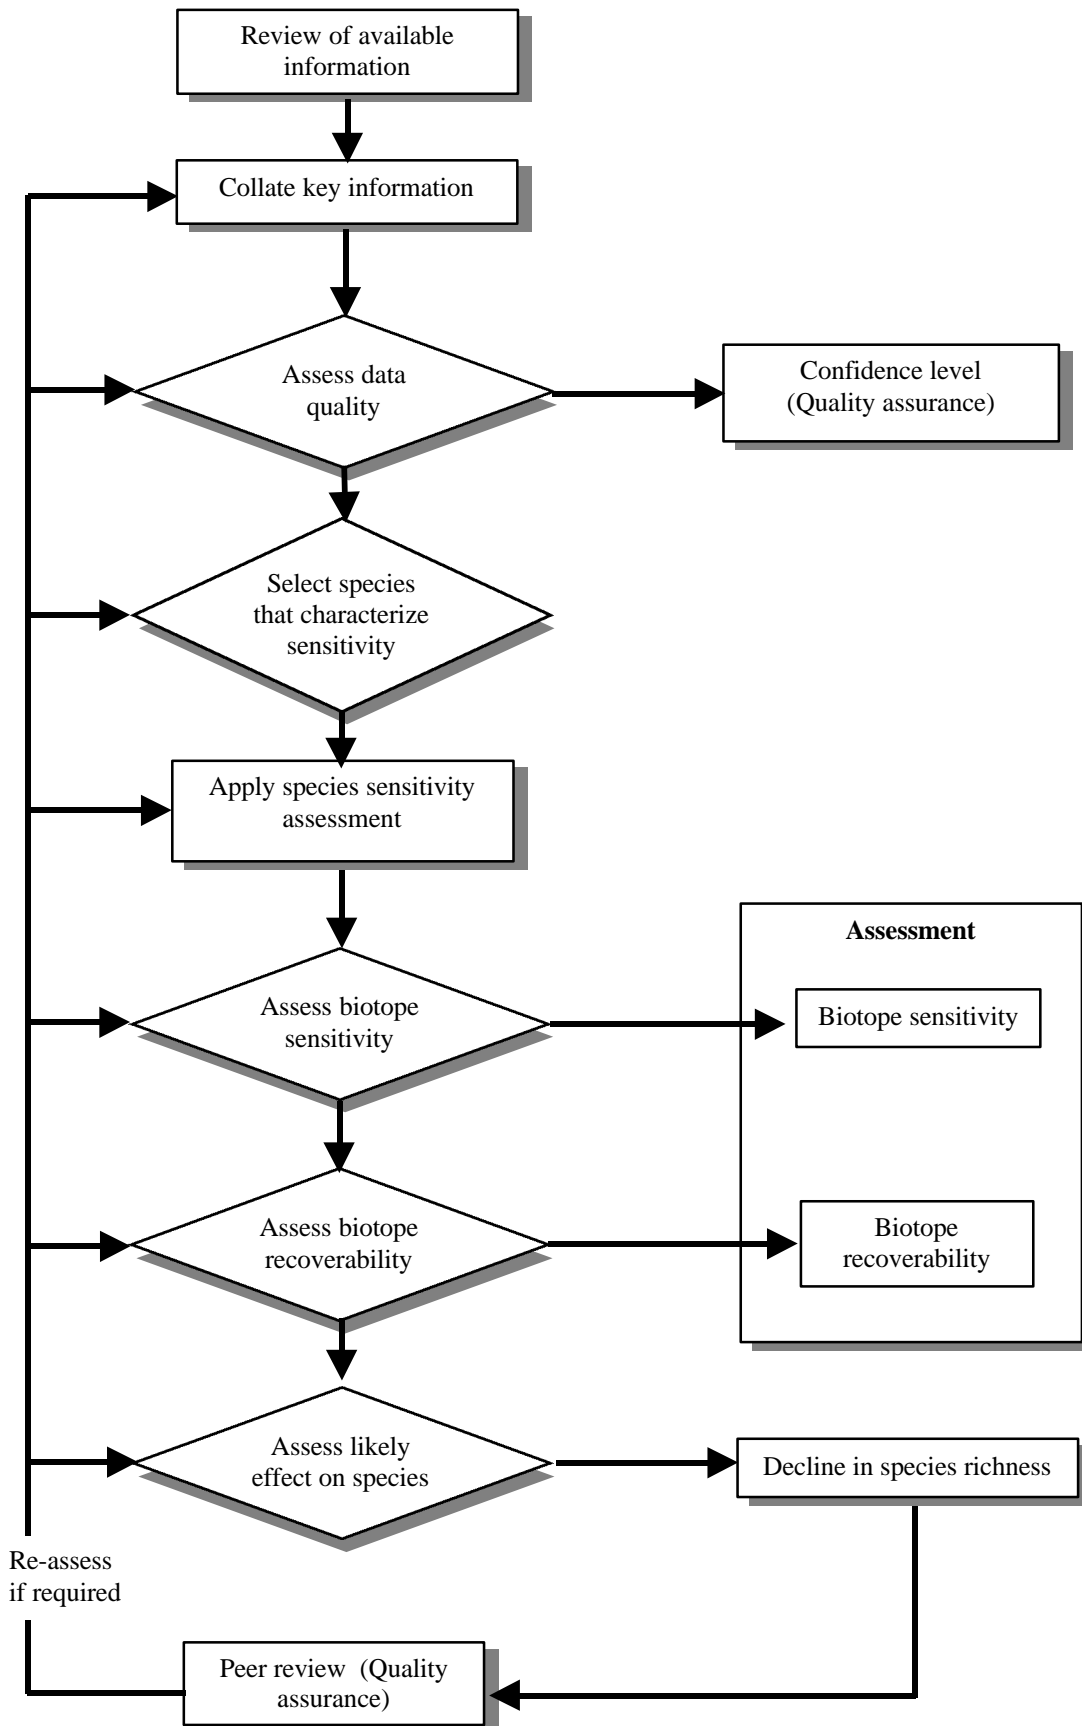 Review of available
information
Collate key information
Assess data
quality
Confidence level
(Quality assurance)
Select species
that characterize
sensitivity
Apply species sensitivity
assessment
Assessment
Assess biotope
sensitivity
Biotope sensitivity
Assess biotope
recoverability
Biotope
recoverability
Assess likely
effect on species
Decline in species richness
Re-assess
if required
Peer review  (Quality
assurance)